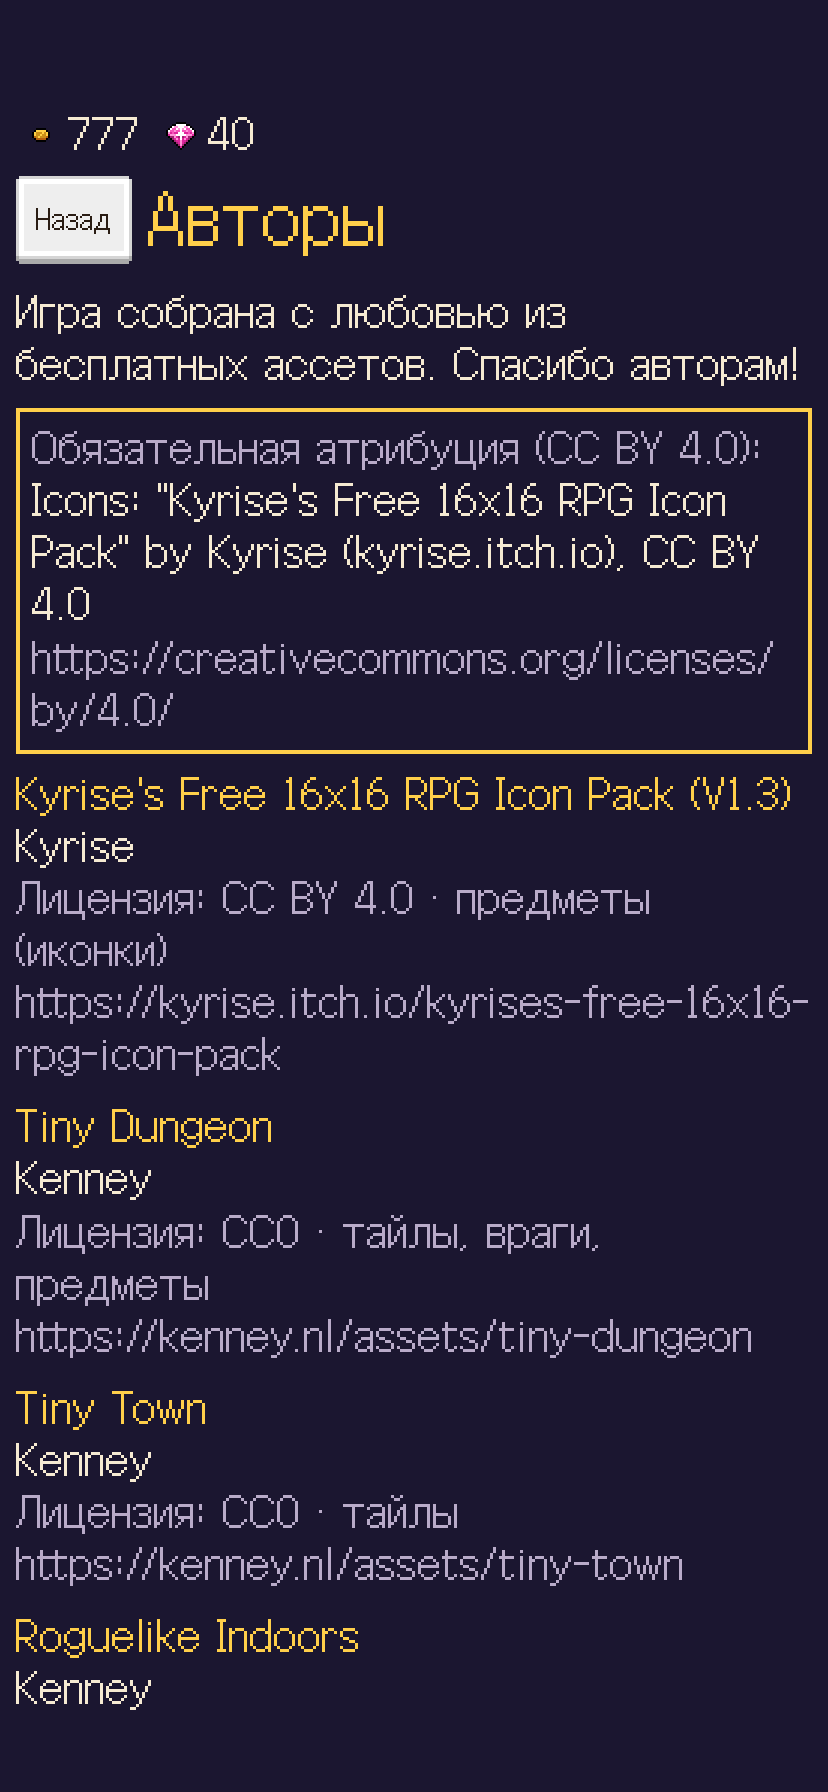 777 40
Назад Авторы
Игра собрана с любовью из
бесплатных ассетов. Спасибо авторам!
Обязательная атрибуция (CC BY 4.0):
Icons: "Kyrise's Free 16x16 RPG Icon
Pack" by Kyrise (kyrise.itch.io), CC BY
4.0
https://creativecommons.org/licenses/
by/4.0/
Kyrise's Free 16x16 RPG Icon Pack (V1.3)
Kyrise
Лицензия: CC BY 4.0 · предметы
(иконки)
https://kyrise.itch.io/kyrises-free-16x16-
rpg-icon-pack
Tiny Dungeon
Kenney
Лицензия: CC0 · тайлы, враги,
предметы
https://kenney.nl/assets/tiny-dungeon
Tiny Town
Kenney
Лицензия: CC0 · тайлы
https://kenney.nl/assets/tiny-town
Roguelike Indoors
Kenney